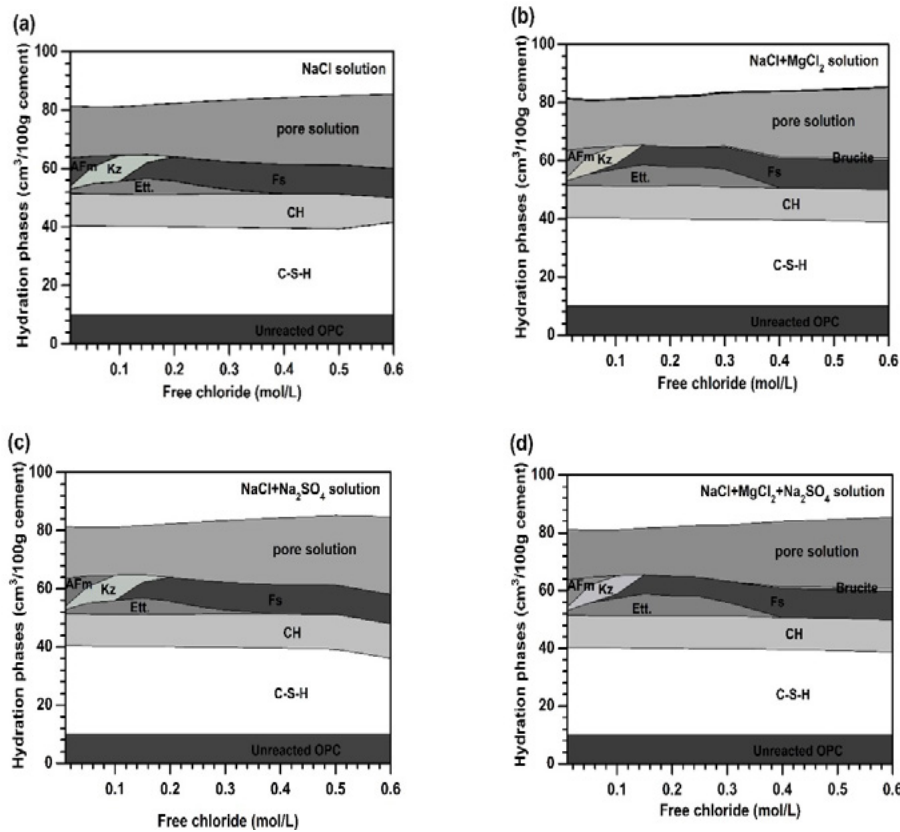 (a)
NaCl solution
pore solution
AFm
Kz
Fs
Ett.
CH
C-S-H
Unreacted OPC
Hydration phases (cm³/100g cement)
100
80
60
40
20
0
0.1 0.2 0.3 0.4 0.5 0.6
Free chloride (mol/L)
(b)
NaCl+MgCl₂ solution
pore solution
Brucite
AFm
Kz
Fs
Ett.
CH
C-S-H
Unreacted OPC
Hydration phases (cm³/100g cement)
100
80
60
40
20
0
0.1 0.2 0.3 0.4 0.5 0.6
Free chloride (mol/L)
(c)
NaCl+Na₂SO₄ solution
pore solution
AFm
Kz
Fs
Ett.
CH
C-S-H
Unreacted OPC
Hydration phases (cm³/100g cement)
100
80
60
40
20
0
0.1 0.2 0.3 0.4 0.5 0.6
Free chloride (mol/L)
(d)
NaCl+MgCl₂+Na₂SO₄ solution
pore solution
Brucite
AFm
Kz
Fs
Ett.
CH
C-S-H
Unreacted OPC
Hydration phases (cm³/100g cement)
100
80
60
40
20
0
0.1 0.2 0.3 0.4 0.5 0.6
Free chloride (mol/L)